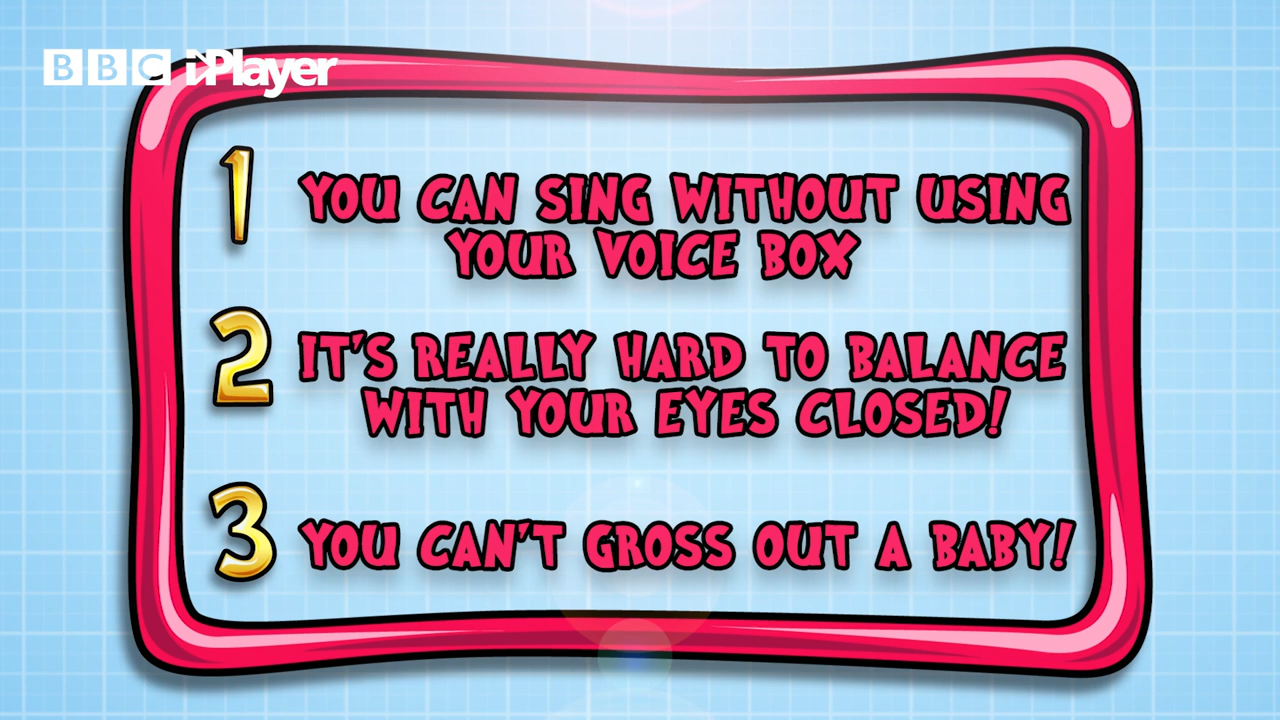 BBC iPlayer
1 YOU CAN SING WITHOUT USING
YOUR VOICE BOX
2 IT'S REALLY HARD TO BALANCE
WITH YOUR EYES CLOSED!
3 YOU CAN'T GROSS OUT A BABY!